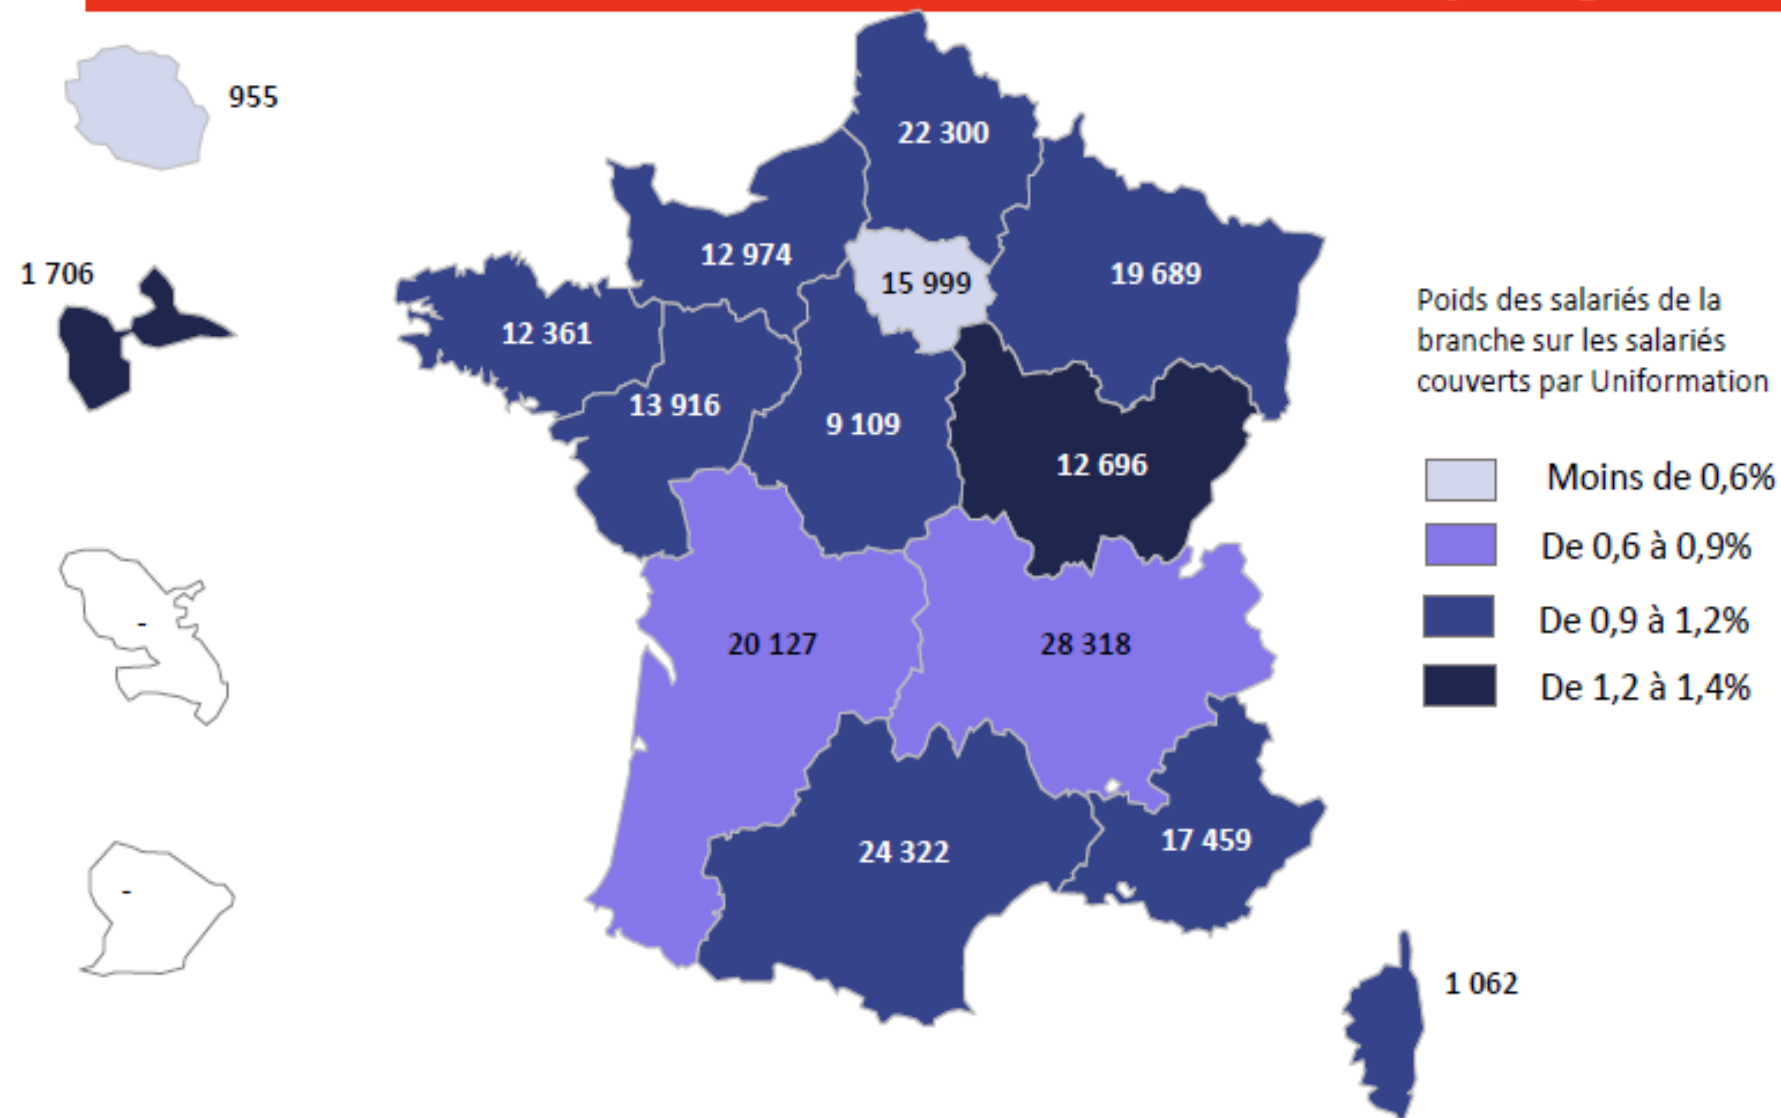 955
22 300
1 706
12 974
15 999
19 689
12 361
13 916
9 109
12 696
20 127
28 318
24 322
17 459
1 062
-
-
Poids des salariés de la
branche sur les salariés
couverts par Uniformation
Moins de 0,6%
De 0,6 à 0,9%
De 0,9 à 1,2%
De 1,2 à 1,4%